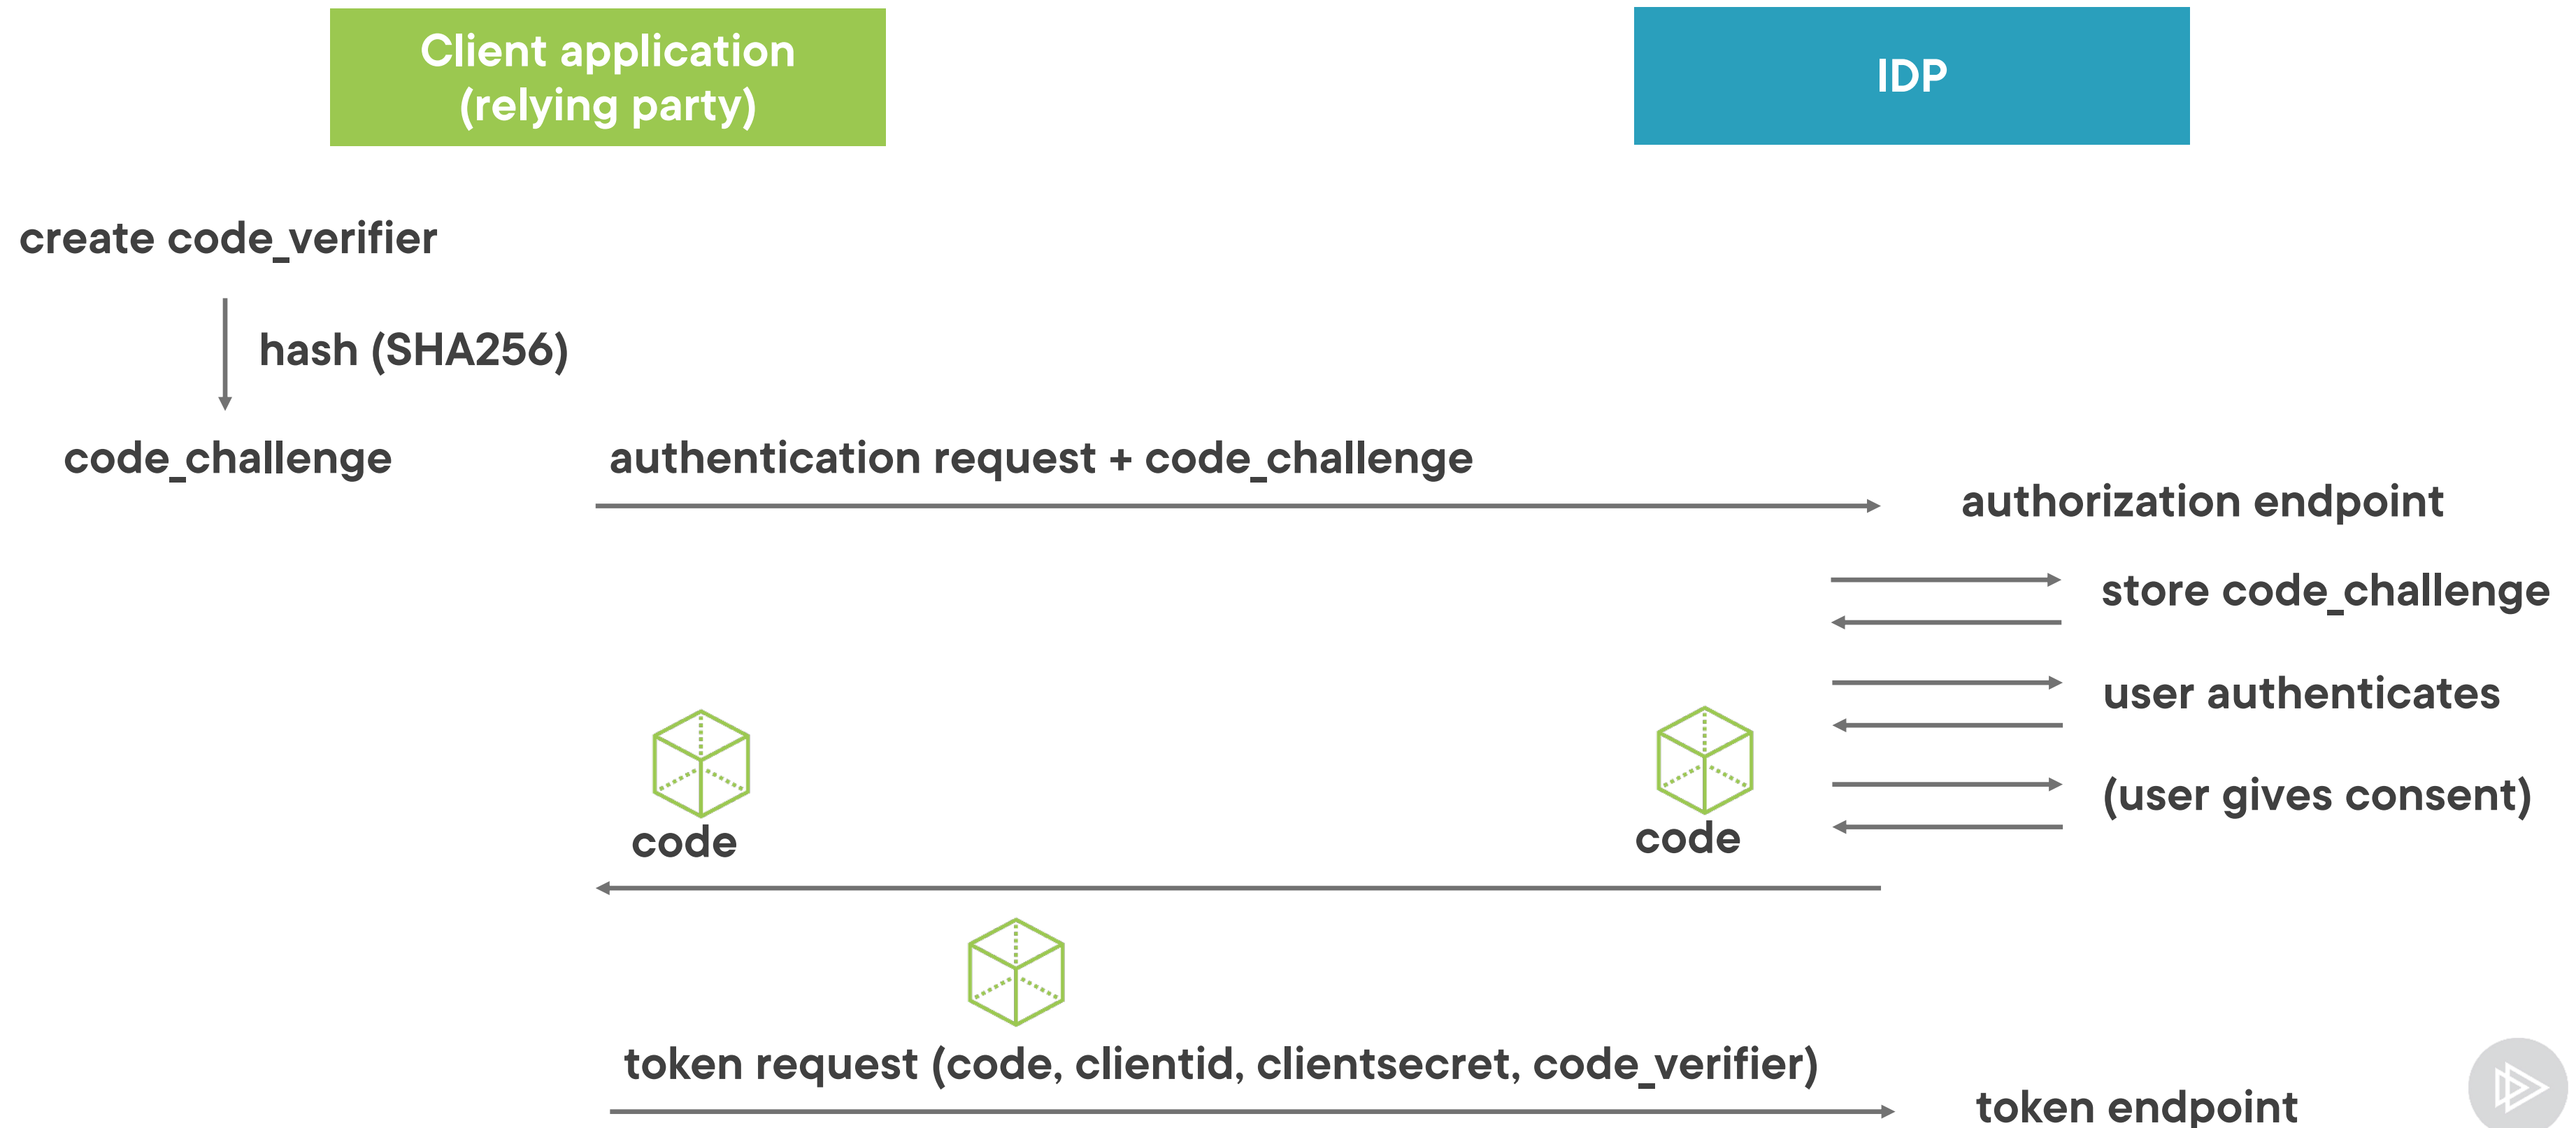 Client application
(relying party)
IDP
create code_verifier
hash (SHA256)
code_challenge
authentication request + code_challenge
authorization endpoint
store code_challenge
user authenticates
(user gives consent)
code
code
token request (code, clientid, clientsecret, code_verifier)
token endpoint